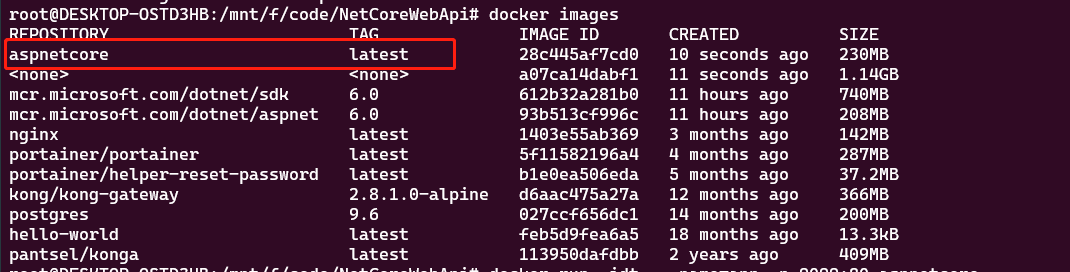 root@DESKTOP-OSTD3HB:/mnt/f/code/NetCoreWebApi# docker images
REPOSITORY TAG IMAGE ID CREATED SIZE
aspnetcore latest 28c445af7cd0 10 seconds ago 230MB
<none> <none> a07ca14dabf1 11 seconds ago 1.14GB
mcr.microsoft.com/dotnet/sdk 6.0 612b32a281b0 11 hours ago 740MB
mcr.microsoft.com/dotnet/aspnet 6.0 93b513cf996c 11 hours ago 208MB
nginx latest 1403e55ab369 3 months ago 142MB
portainer/portainer latest 5f11582196a4 4 months ago 287MB
portainer/helper-reset-password latest b1e0ea506eda 5 months ago 37.2MB
kong/kong-gateway 2.8.1.0-alpine d6aac475a27a 12 months ago 366MB
postgres 9.6 027ccf656dc1 14 months ago 200MB
hello-world latest feb5d9fea6a5 18 months ago 13.3kB
pantsel/konga latest 113950dafdbb 2 years ago 409MB
root@DESKTOP-OSTD3HB:/mnt/f/code/NetCoreWebApi# docker run